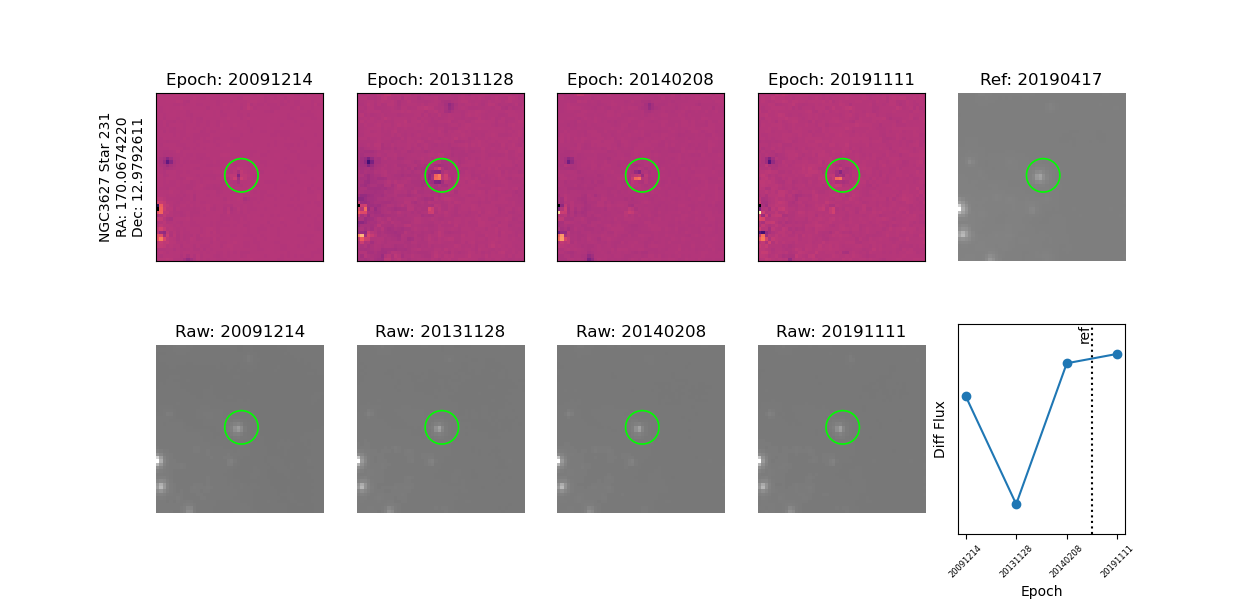 Epoch: 20091214
Epoch: 20131128
Epoch: 20140208
Epoch: 20191111
Ref: 20190417
NGC3627 Star 231
RA: 170.0674220
Dec: 12.9792611
Raw: 20091214
Raw: 20131128
Raw: 20140208
Raw: 20191111
ref
Diff Flux
20091214
20131128
20140208
20191111
Epoch